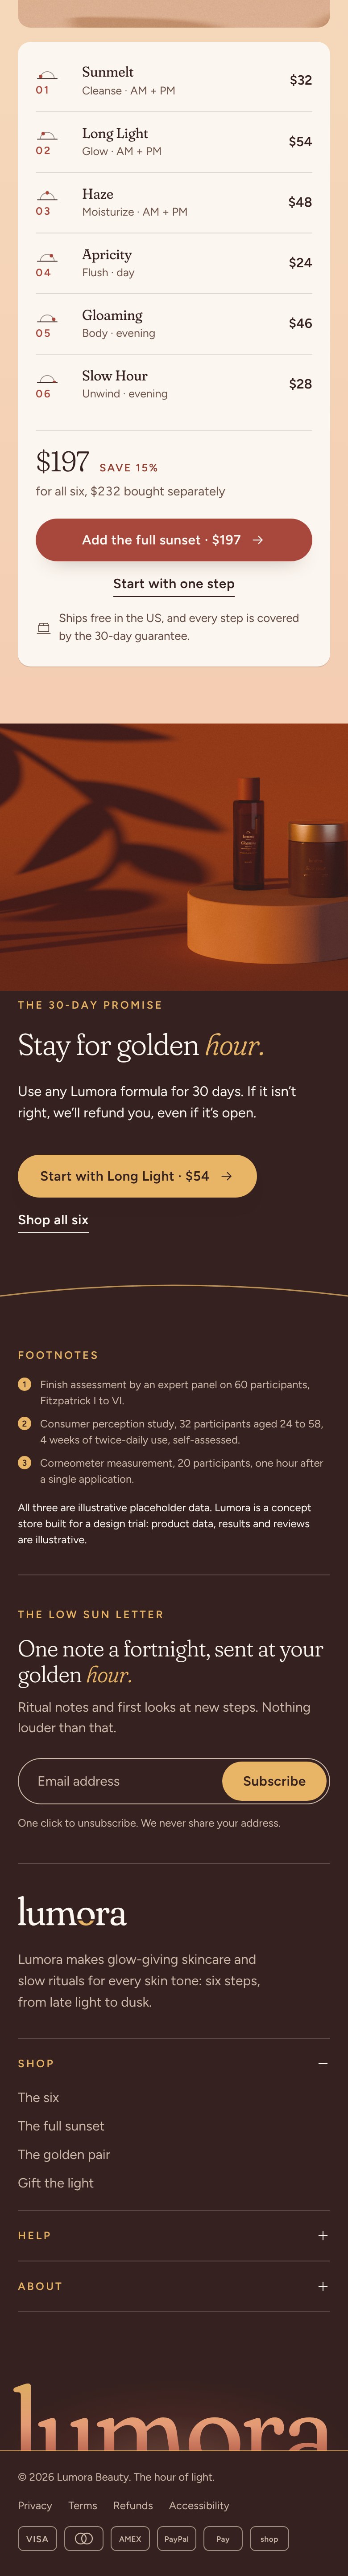 Sunmelt
Cleanse · AM + PM
$32
01
Long Light
Glow · AM + PM
$54
02
Haze
Moisturize · AM + PM
$48
03
Apricity
Flush · day
$24
04
Gloaming
Body · evening
$46
05
Slow Hour
Unwind · evening
$28
06
$197 SAVE 15%
for all six, $232 bought separately
Add the full sunset · $197
Start with one step
Ships free in the US, and every step is covered
by the 30-day guarantee.
THE 30-DAY PROMISE
Stay for golden hour.
Use any Lumora formula for 30 days. If it isn’t
right, we’ll refund you, even if it’s open.
Start with Long Light · $54
Shop all six
FOOTNOTES
1 Finish assessment by an expert panel on 60 participants,
Fitzpatrick I to VI.
2 Consumer perception study, 32 participants aged 24 to 58,
4 weeks of twice-daily use, self-assessed.
3 Corneometer measurement, 20 participants, one hour after
a single application.
All three are illustrative placeholder data. Lumora is a concept
store built for a design trial: product data, results and reviews
are illustrative.
THE LOW SUN LETTER
One note a fortnight, sent at your
golden hour.
Ritual notes and first looks at new steps. Nothing
louder than that.
Email address
Subscribe
One click to unsubscribe. We never share your address.
lumora
Lumora makes glow-giving skincare and
slow rituals for every skin tone: six steps,
from late light to dusk.
SHOP
The six
The full sunset
The golden pair
Gift the light
HELP
ABOUT
lumora
© 2026 Lumora Beauty. The hour of light.
Privacy Terms Refunds Accessibility
VISA AMEX PayPal Pay shop